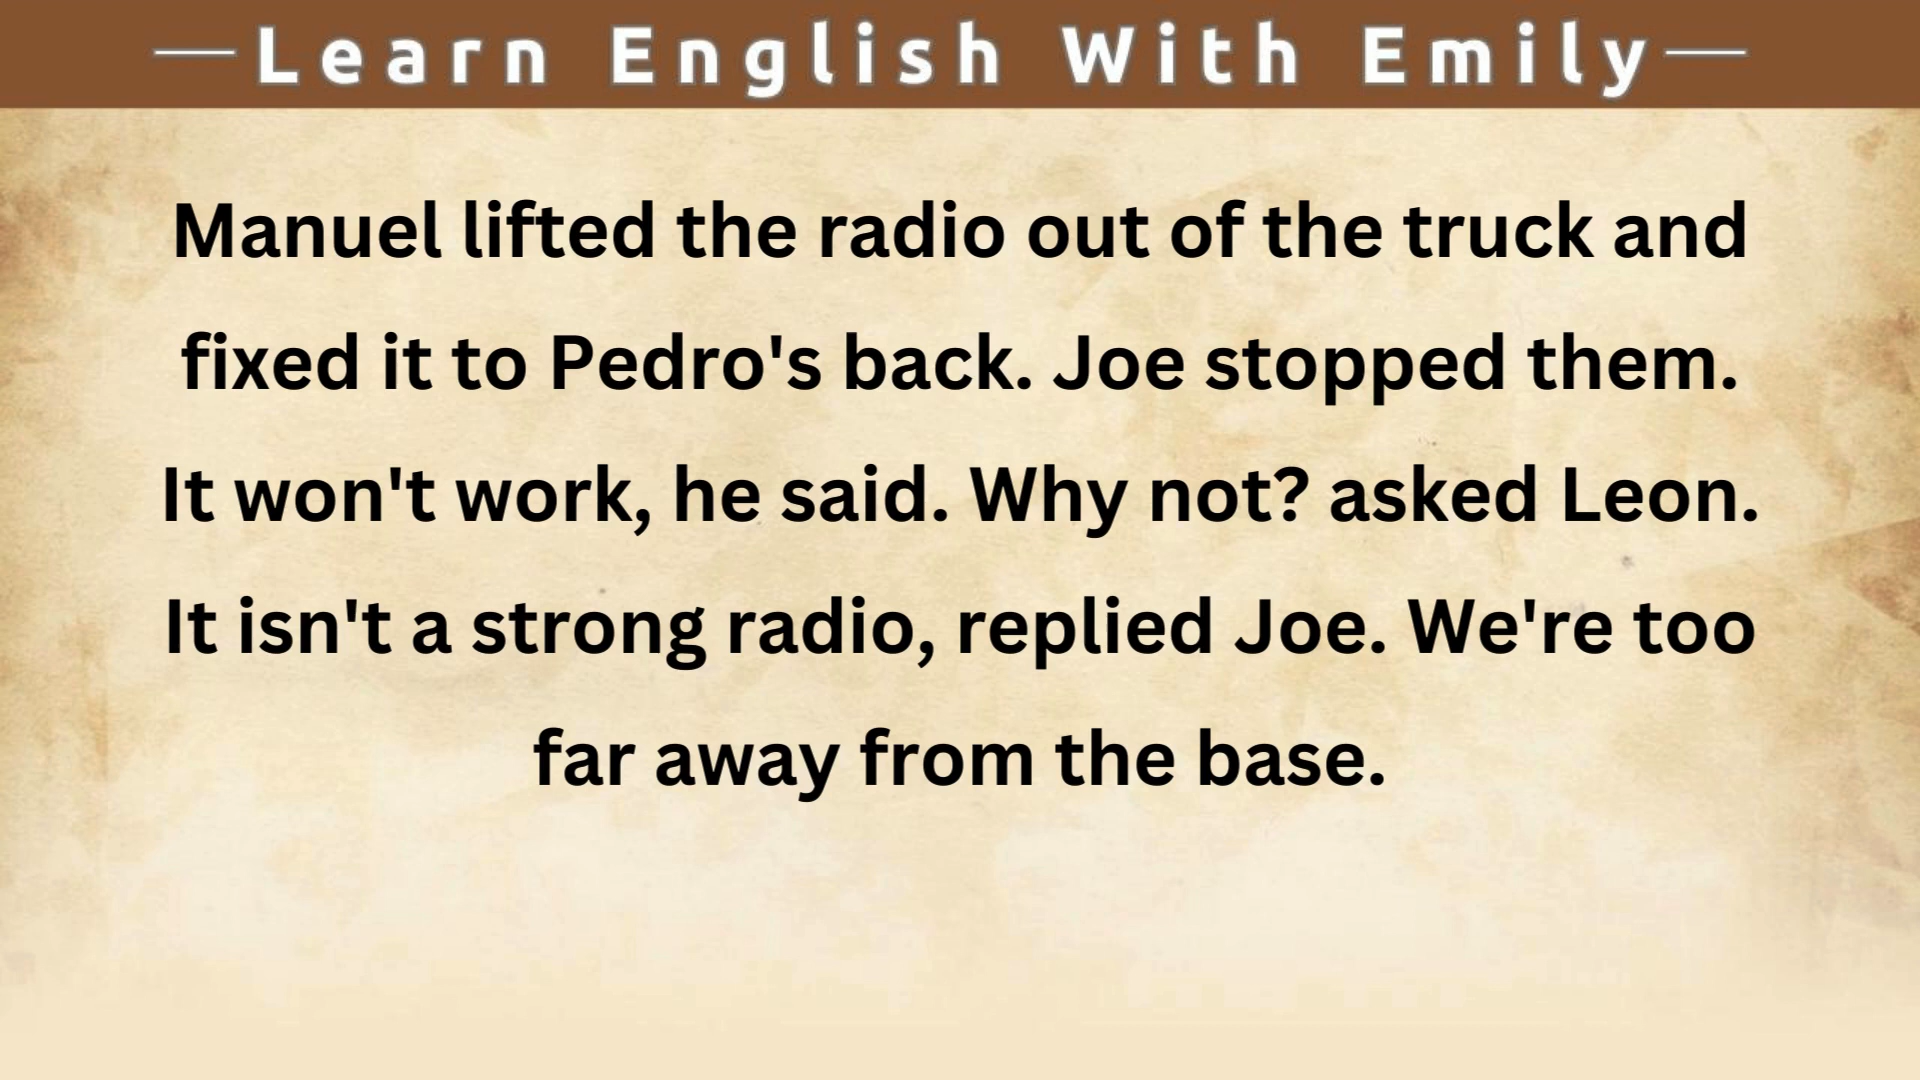 Learn English With Emily
Manuel lifted the radio out of the truck and
fixed it to Pedro's back. Joe stopped them.
It won't work, he said. Why not? asked Leon.
It isn't a strong radio, replied Joe. We're too
far away from the base.